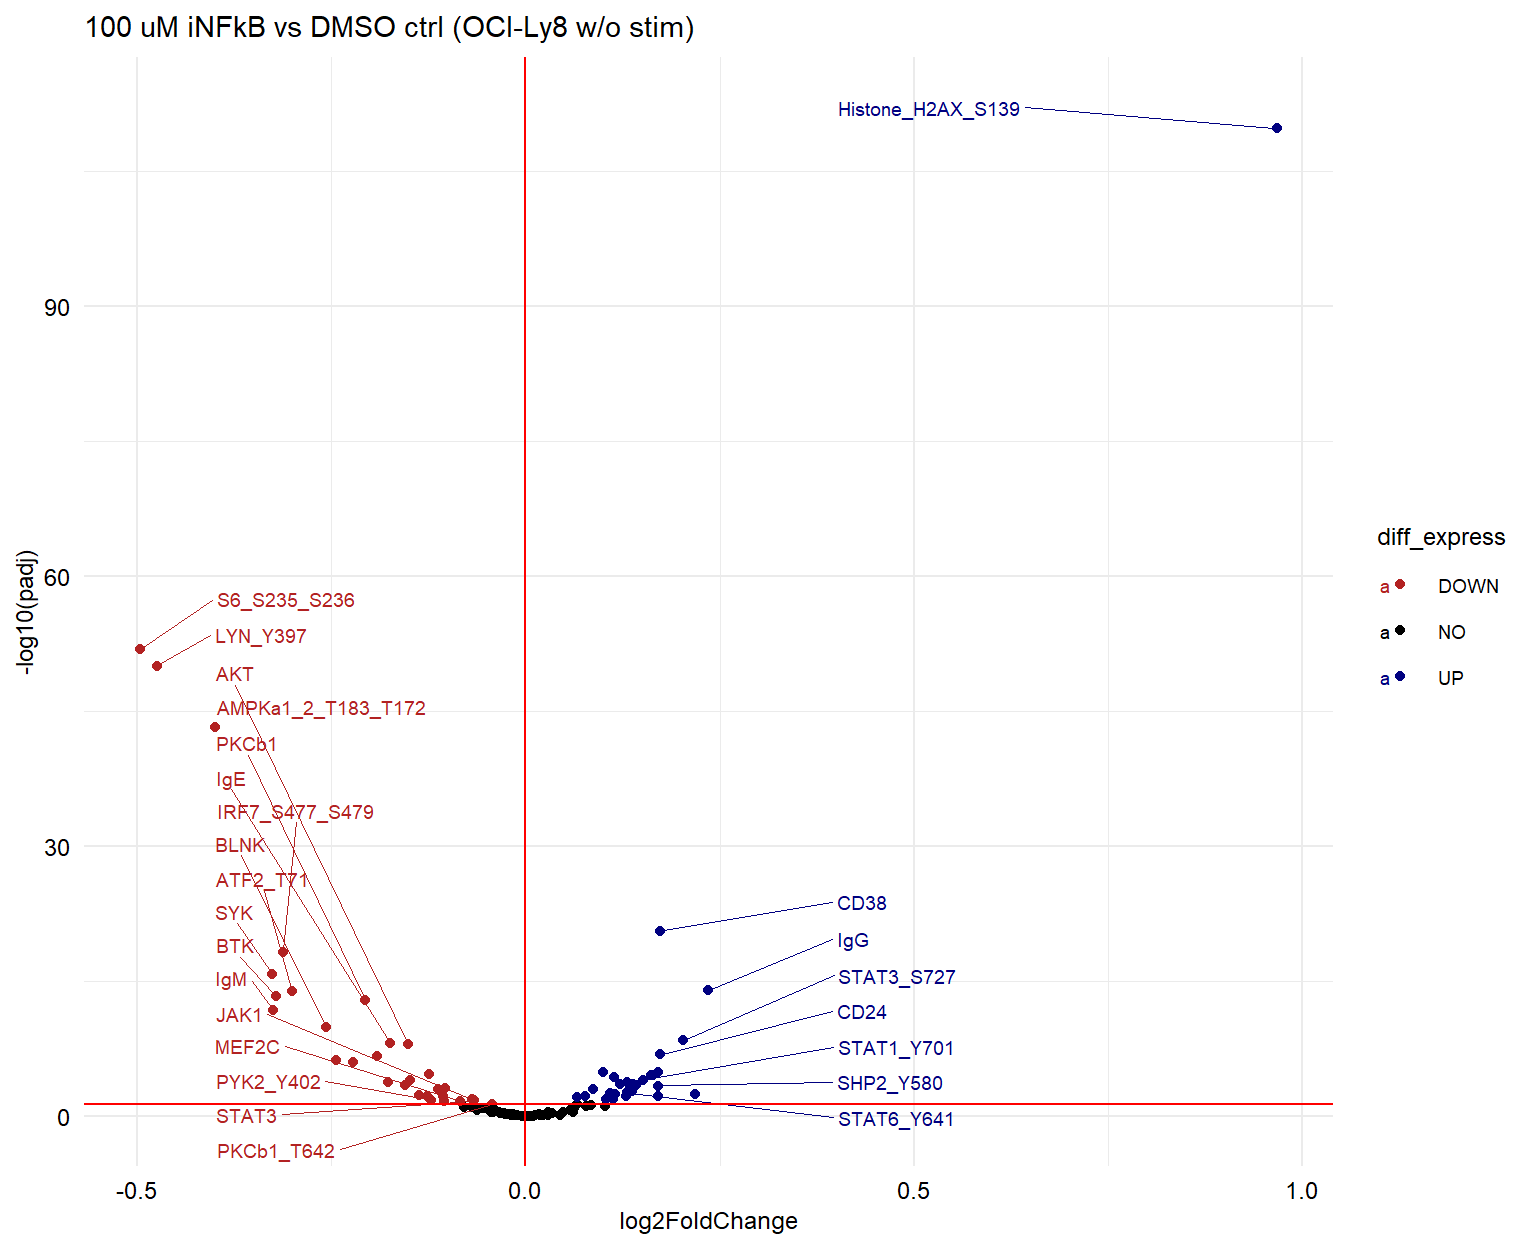 100 uM iNFkB vs DMSO ctrl (OCI-Ly8 w/o stim)
Histone_H2AX_S139
90
60
30
0
-log10(padj)
S6_S235_S236
LYN_Y397
AKT
AMPKa1_2_T183_T172
PKCb1
IgE
IRF7_S477_S479
BLNK
ATF2_T71
SYK
BTK
IgM
JAK1
MEF2C
PYK2_Y402
STAT3
PKCb1_T642
CD38
IgG
STAT3_S727
CD24
STAT1_Y701
SHP2_Y580
STAT6_Y641
-0.5
0.0
0.5
1.0
log2FoldChange
diff_express
a DOWN
a NO
a UP